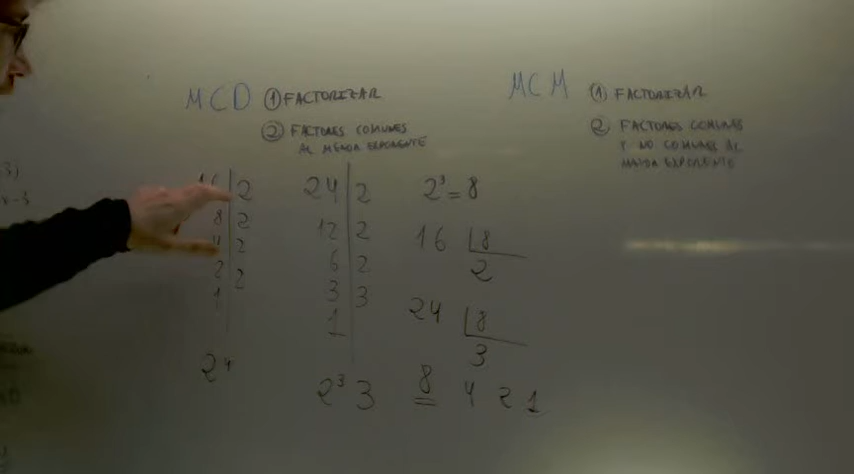 MCD ① FACTORIZAR
② FACTORES COMUNES
AL MENOR EXPONENTE
MCM ① FACTORIZAR
② FACTORES COMUNES
Y NO COMUNES AL
MAYOR EXPONENTE
16 | 2
8 | 2
4 | 2
2 | 2
1
2⁴
24 | 2
12 | 2
6 | 2
3 | 3
1
2³ 3
2³ = 8
16 |8
2
24 |8
3
8 4 2 1